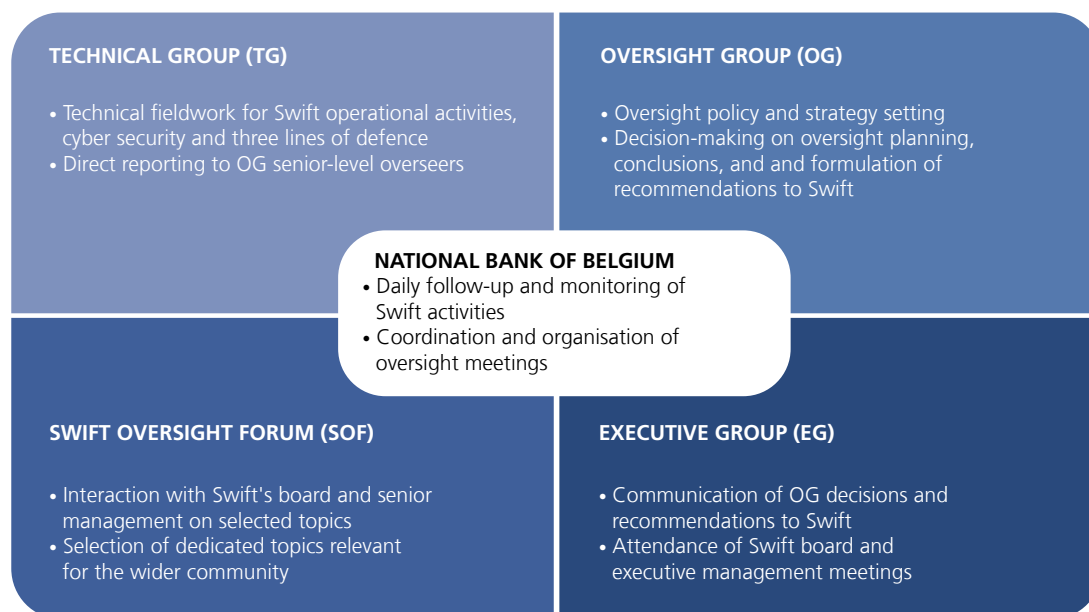 TECHNICAL GROUP (TG)
• Technical fieldwork for Swift operational activities,
cyber security and three lines of defence
• Direct reporting to OG senior-level overseers
OVERSIGHT GROUP (OG)
• Oversight policy and strategy setting
• Decision-making on oversight planning,
conclusions, and and formulation of
recommendations to Swift
NATIONAL BANK OF BELGIUM
• Daily follow-up and monitoring of
Swift activities
• Coordination and organisation of
oversight meetings
SWIFT OVERSIGHT FORUM (SOF)
• Interaction with Swift's board and senior
management on selected topics
• Selection of dedicated topics relevant
for the wider community
EXECUTIVE GROUP (EG)
• Communication of OG decisions and
recommendations to Swift
• Attendance of Swift board and
executive management meetings